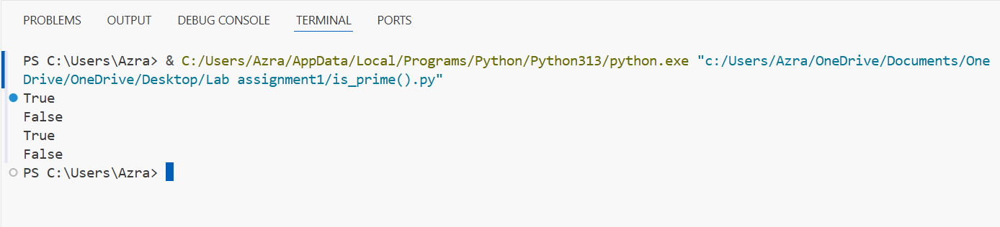 PROBLEMS OUTPUT DEBUG CONSOLE TERMINAL PORTS
PS C:\Users\Azra> & C:/Users/Azra/AppData/Local/Programs/Python/Python313/python.exe "c:/Users/Azra/OneDrive/Documents/One
Drive/OneDrive/Desktop/Lab assignment1/is_prime().py"
True
False
True
False
PS C:\Users\Azra>